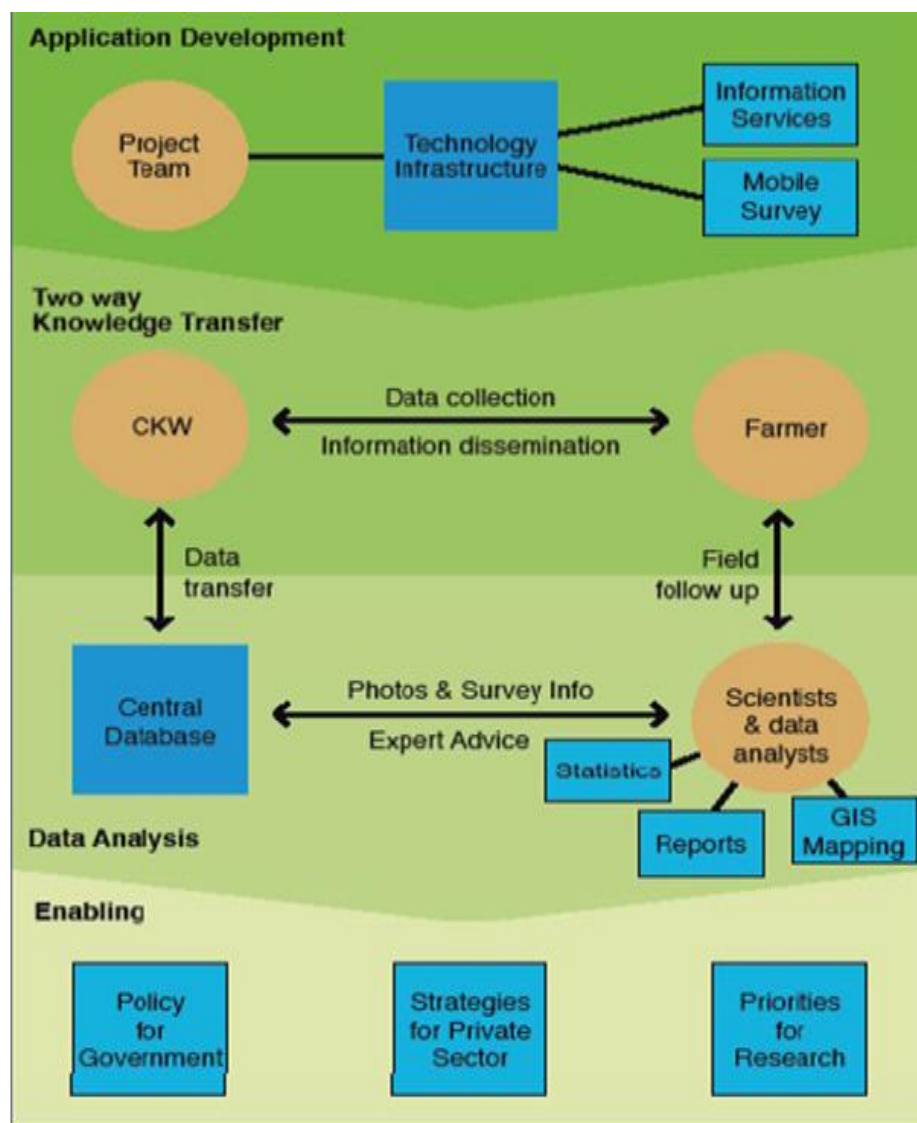 Application Development
Project
Team
Technology
Infrastructure
Information
Services
Mobile
Survey
Two way
Knowledge Transfer
CKW
Data collection
Information dissemination
Farmer
Data
transfer
Field
follow up
Central
Database
Photos & Survey Info
Expert Advice
Scientists
& data
analysts
Statistics
Reports
GIS
Mapping
Data Analysis
Enabling
Policy
for
Government
Strategies
for Private
Sector
Priorities
for
Research